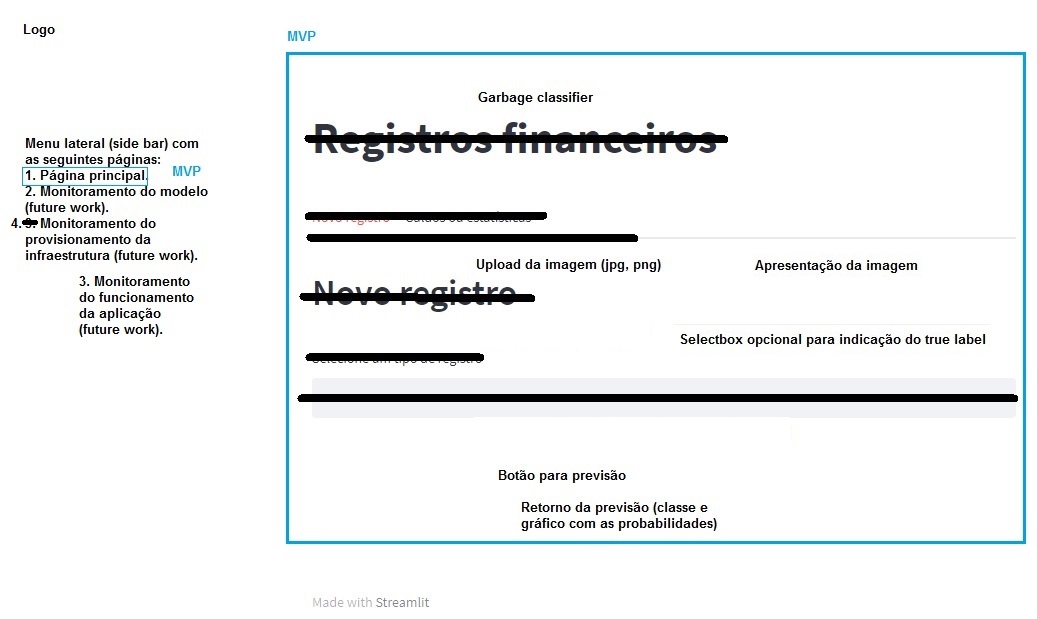 Logo
MVP
Garbage classifier
Registros financeiros
Menu lateral (side bar) com
as seguintes páginas:
1. Página principal.
MVP
2. Monitoramento do modelo
(future work).
4. 3. Monitoramento do
provisionamento da
infraestrutura (future work).
3. Monitoramento
do funcionamento
da aplicação
(future work).
Novo registro
Upload da imagem (jpg, png)
Apresentação da imagem
Novo registro
Selectbox opcional para indicação do true label
Selecione um tipo de registro
Botão para previsão
Retorno da previsão (classe e
gráfico com as probabilidades)
Made with Streamlit